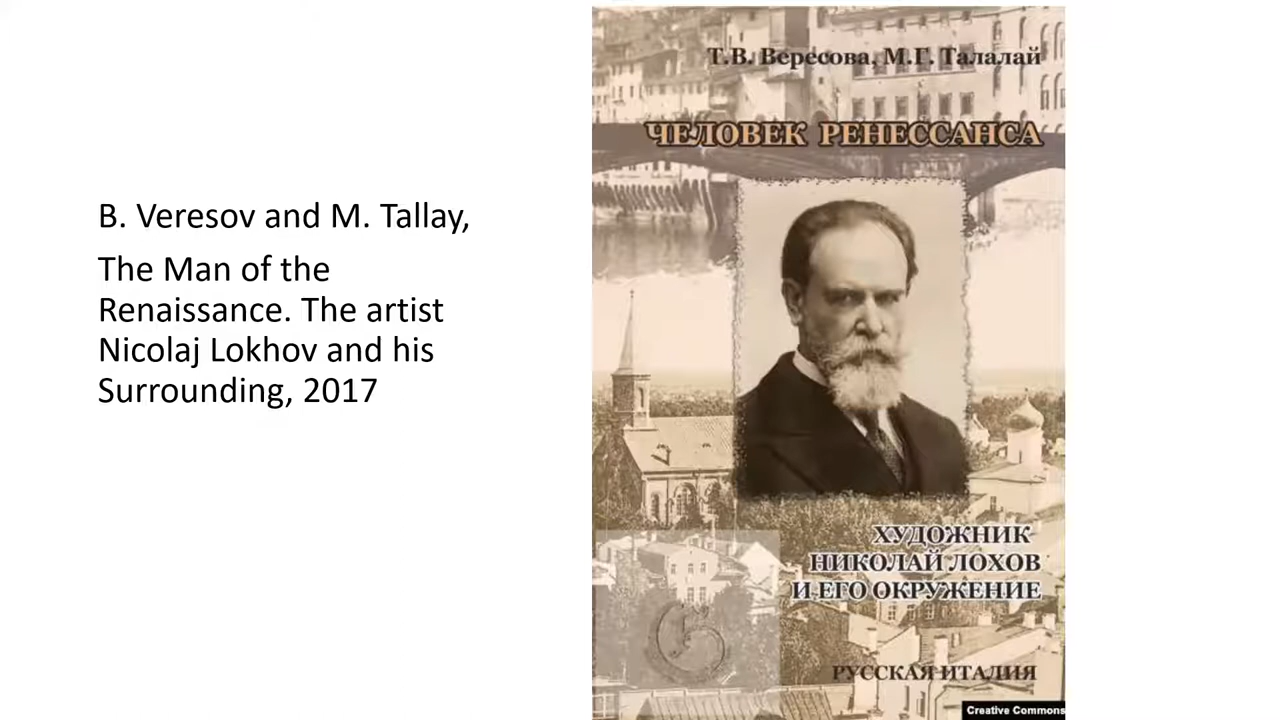 B. Veresov and M. Tallay,
The Man of the
Renaissance. The artist
Nicolaj Lokhov and his
Surrounding, 2017
Т.В. Вересова, М.Г. Талалай
ЧЕЛОВЕК РЕНЕССАНСА
ХУДОЖНИК
НИКОЛАЙ ЛОХОВ
И ЕГО ОКРУЖЕНИЕ
РУССКАЯ ИТАЛИЯ
Creative Commons